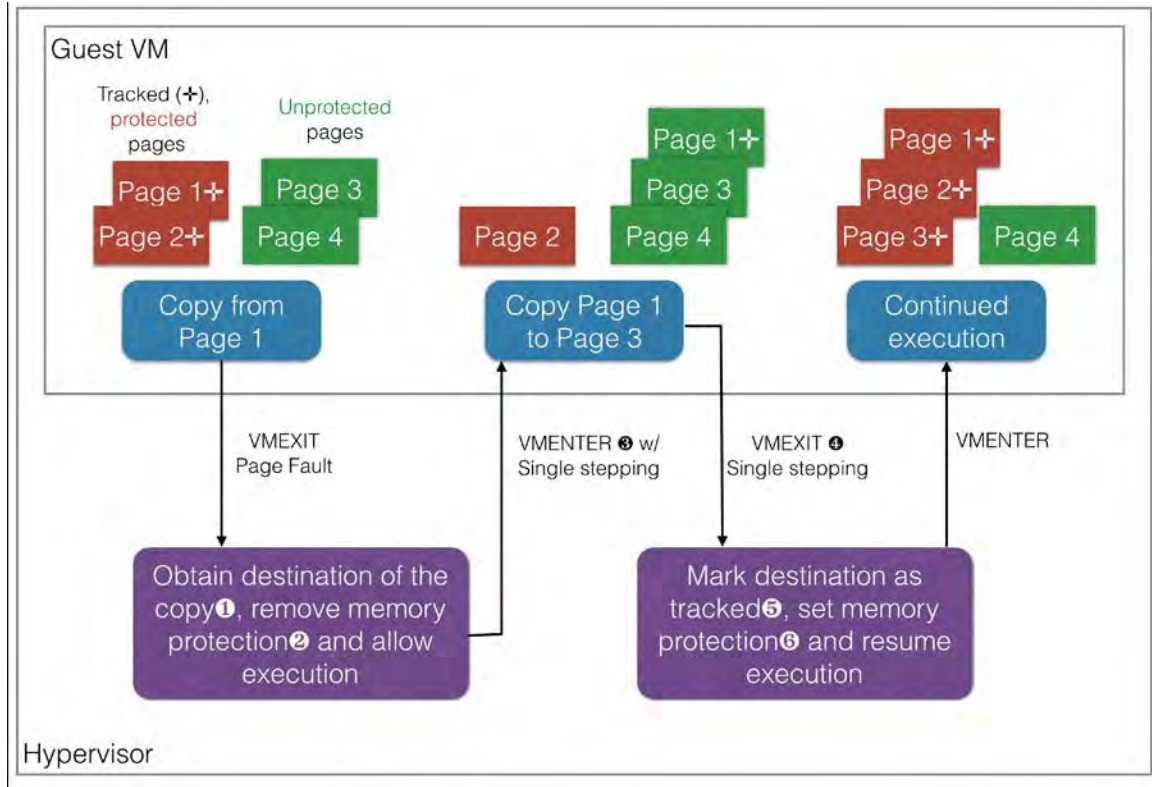 Guest VM
Tracked (✛),
protected
pages
Unprotected
pages
Page 1✛
Page 2✛
Page 3
Page 4
Page 2
Page 1✛
Page 3
Page 4
Page 1✛
Page 2✛
Page 3✛
Page 4
Copy from
Page 1
Copy Page 1
to Page 3
Continued
execution
VMEXIT
Page Fault
VMENTER ❸ w/
Single stepping
VMEXIT ❹
Single stepping
VMENTER
Obtain destination of the
copy❶, remove memory
protection❷ and allow
execution
Mark destination as
tracked❺, set memory
protection❻ and resume
execution
Hypervisor